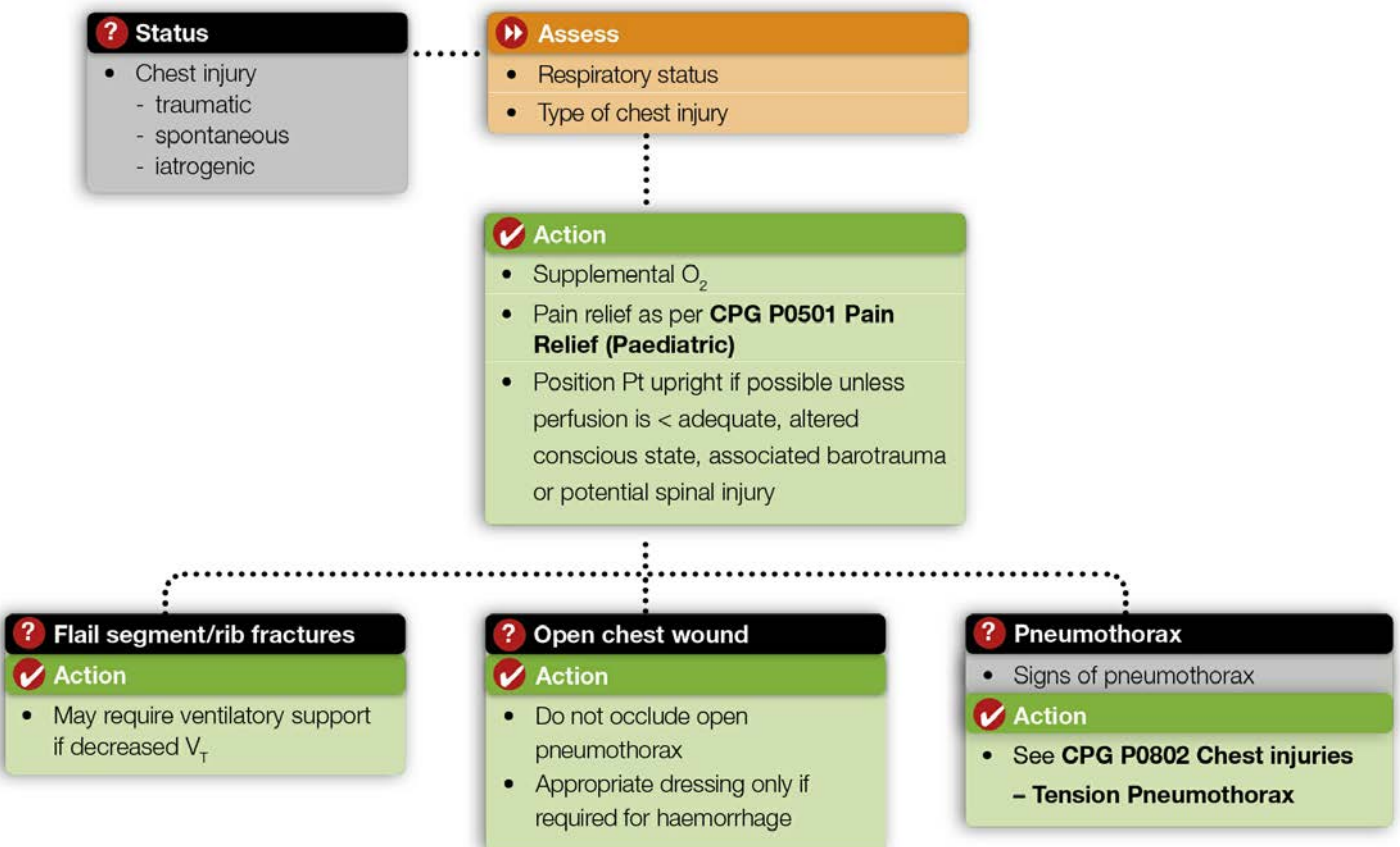 Status
• Chest injury
- traumatic
- spontaneous
- iatrogenic
Assess
• Respiratory status
• Type of chest injury
Action
• Supplemental O₂
• Pain relief as per CPG P0501 Pain
Relief (Paediatric)
• Position Pt upright if possible unless
perfusion is < adequate, altered
conscious state, associated barotrauma
or potential spinal injury
Flail segment/rib fractures
Action
• May require ventilatory support
if decreased V_T
Open chest wound
Action
• Do not occlude open
pneumothorax
• Appropriate dressing only if
required for haemorrhage
Pneumothorax
• Signs of pneumothorax
Action
• See CPG P0802 Chest injuries
– Tension Pneumothorax